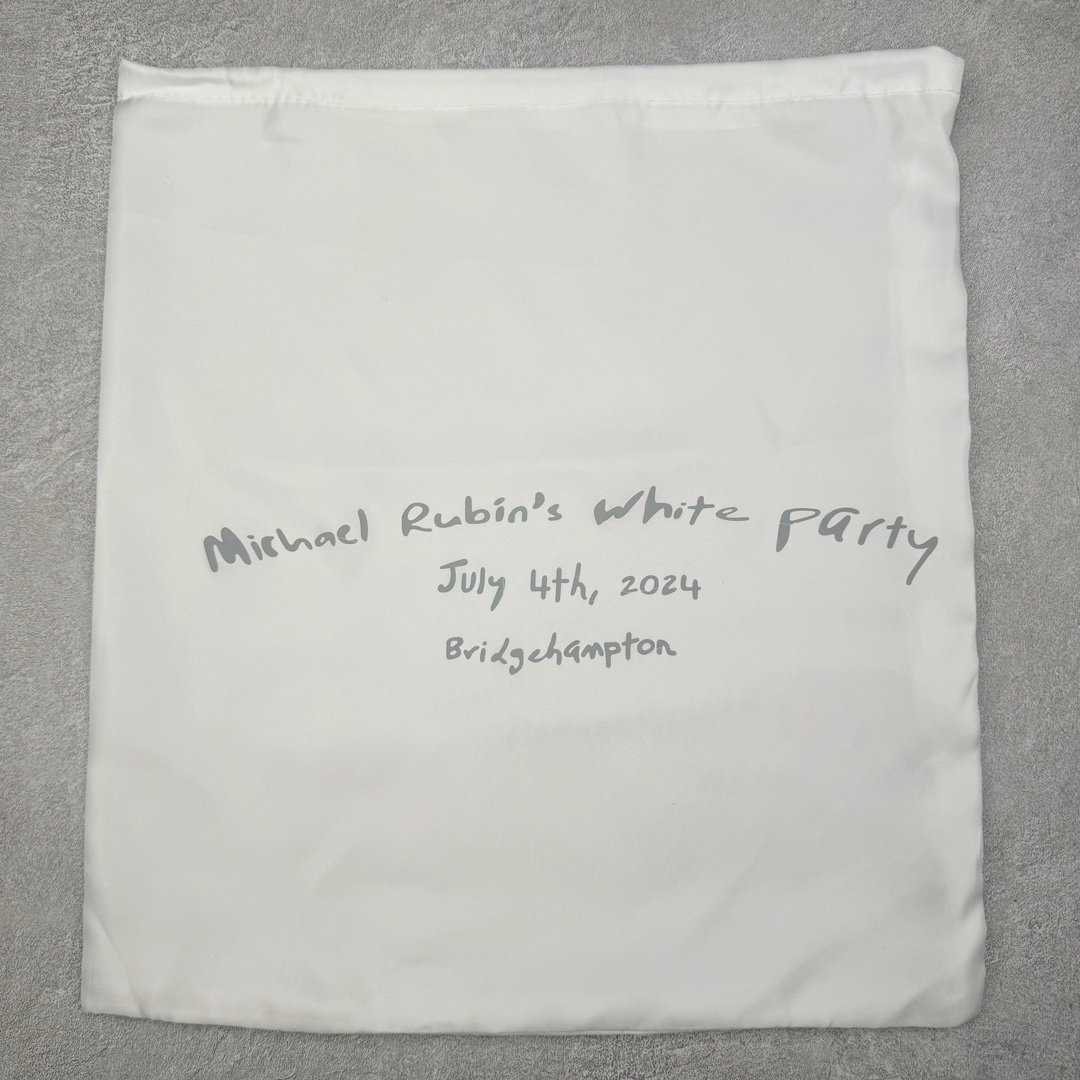 Michael Rubin's White Party
July 4th, 2024
Bridgehampton